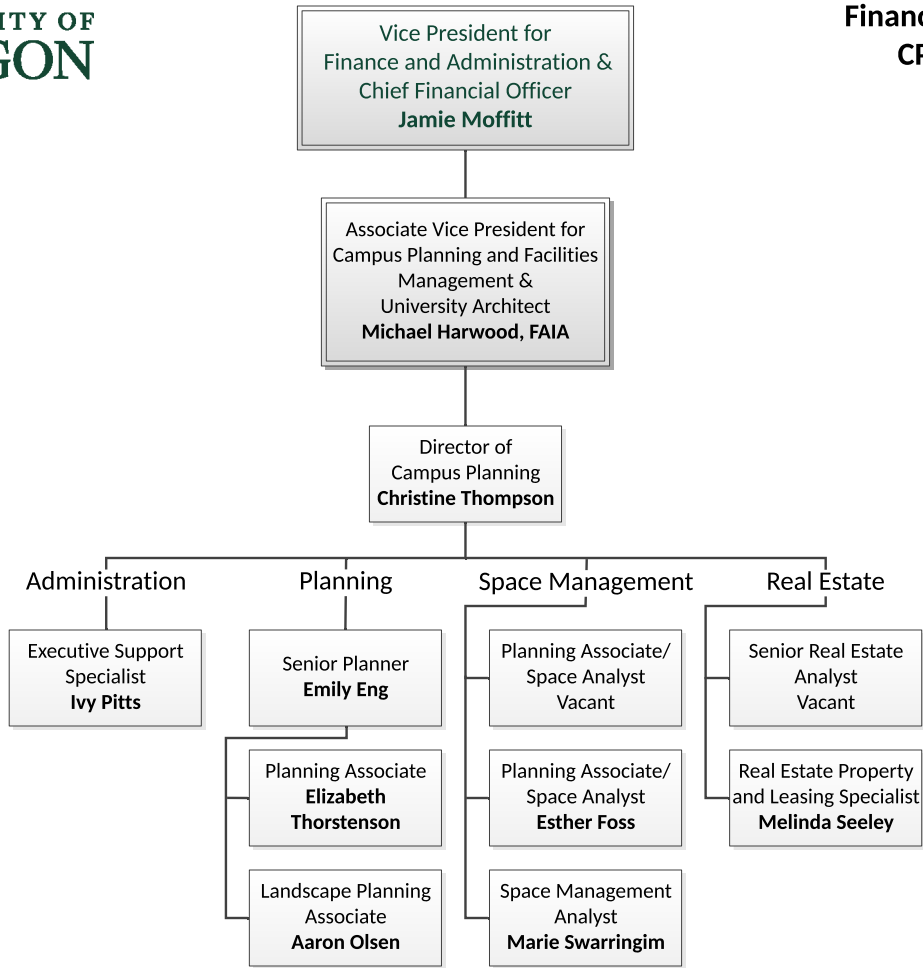 ITY OF
GON
Financ
CP
Vice President for
Finance and Administration &
Chief Financial Officer
Jamie Moffitt
Associate Vice President for
Campus Planning and Facilities
Management &
University Architect
Michael Harwood, FAIA
Director of
Campus Planning
Christine Thompson
Administration
Planning
Space Management
Real Estate
Executive Support
Specialist
Ivy Pitts
Senior Planner
Emily Eng
Planning Associate/
Space Analyst
Vacant
Senior Real Estate
Analyst
Vacant
Planning Associate
Elizabeth
Thorstenson
Planning Associate/
Space Analyst
Esther Foss
Real Estate Property
and Leasing Specialist
Melinda Seeley
Landscape Planning
Associate
Aaron Olsen
Space Management
Analyst
Marie Swarringim